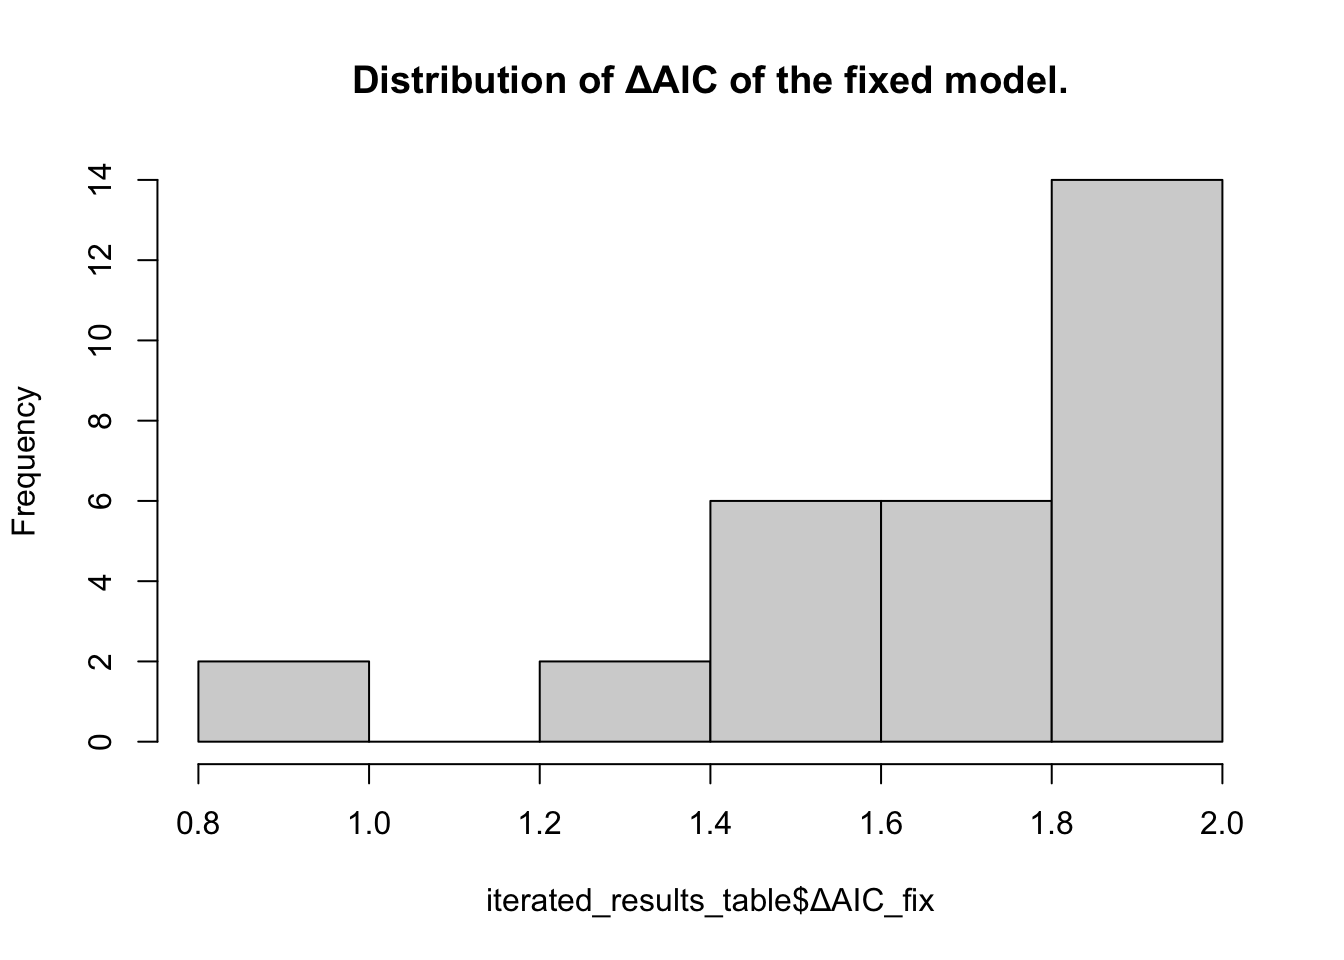 Distribution of ΔAIC of the fixed model.
14
12
10
8
6
4
2
0
Frequency
0.8 1.0 1.2 1.4 1.6 1.8 2.0
iterated_results_table$ΔAIC_fix